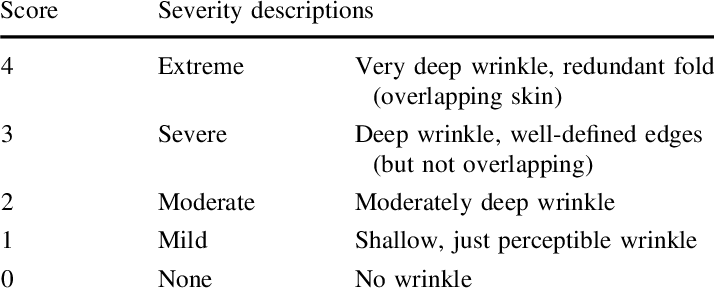 Score Severity descriptions
4 Extreme Very deep wrinkle, redundant fold
(overlapping skin)
3 Severe Deep wrinkle, well-defined edges
(but not overlapping)
2 Moderate Moderately deep wrinkle
1 Mild Shallow, just perceptible wrinkle
0 None No wrinkle